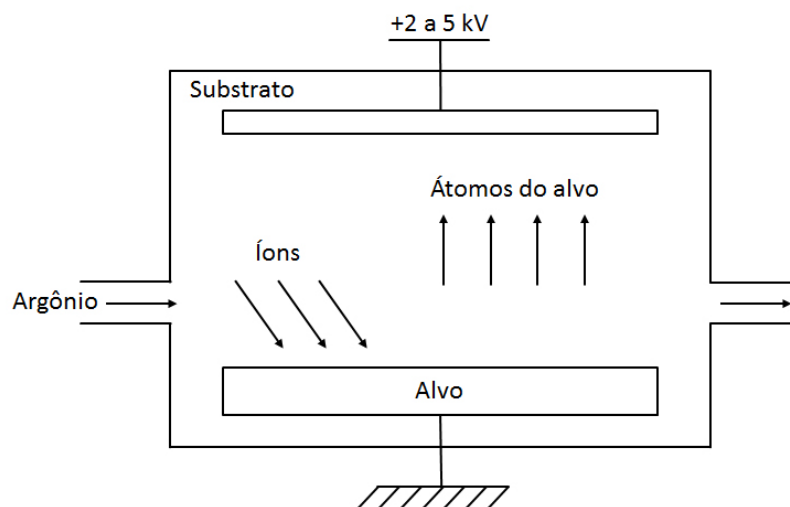 +2 a 5 kV
Substrato
Átomos do alvo
Íons
Argônio
Alvo